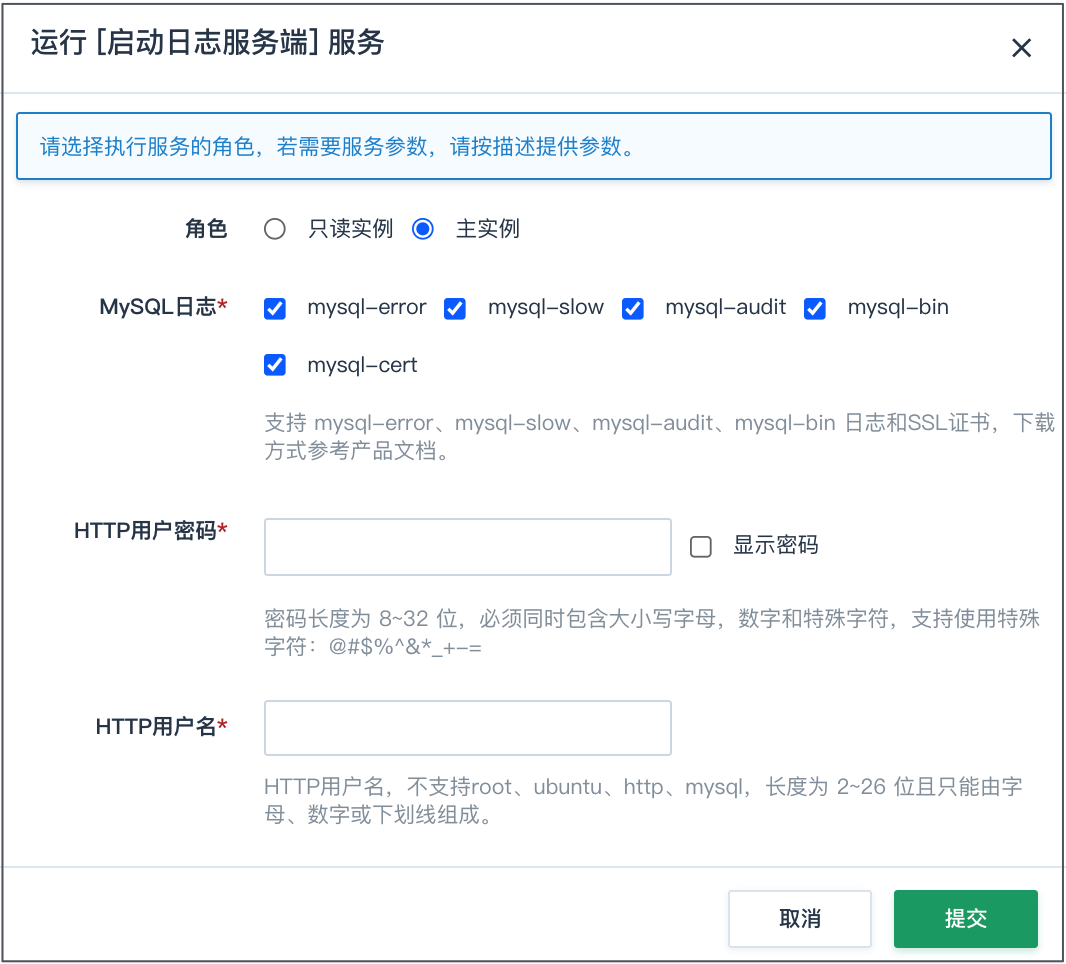 运行 [启动日志服务端] 服务
请选择执行服务的角色，若需要服务参数，请按描述提供参数。
角色 只读实例 主实例
MySQL日志* mysql-error mysql-slow mysql-audit mysql-bin
mysql-cert
支持 mysql-error、mysql-slow、mysql-audit、mysql-bin 日志和SSL证书，下载
方式参考产品文档。
HTTP用户密码* 显示密码
密码长度为 8~32 位，必须同时包含大小写字母，数字和特殊字符，支持使用特殊
字符：@#$%^&*_+-=
HTTP用户名*
HTTP用户名，不支持root、ubuntu、http、mysql，长度为 2~26 位且只能由字
母、数字或下划线组成。
取消 提交